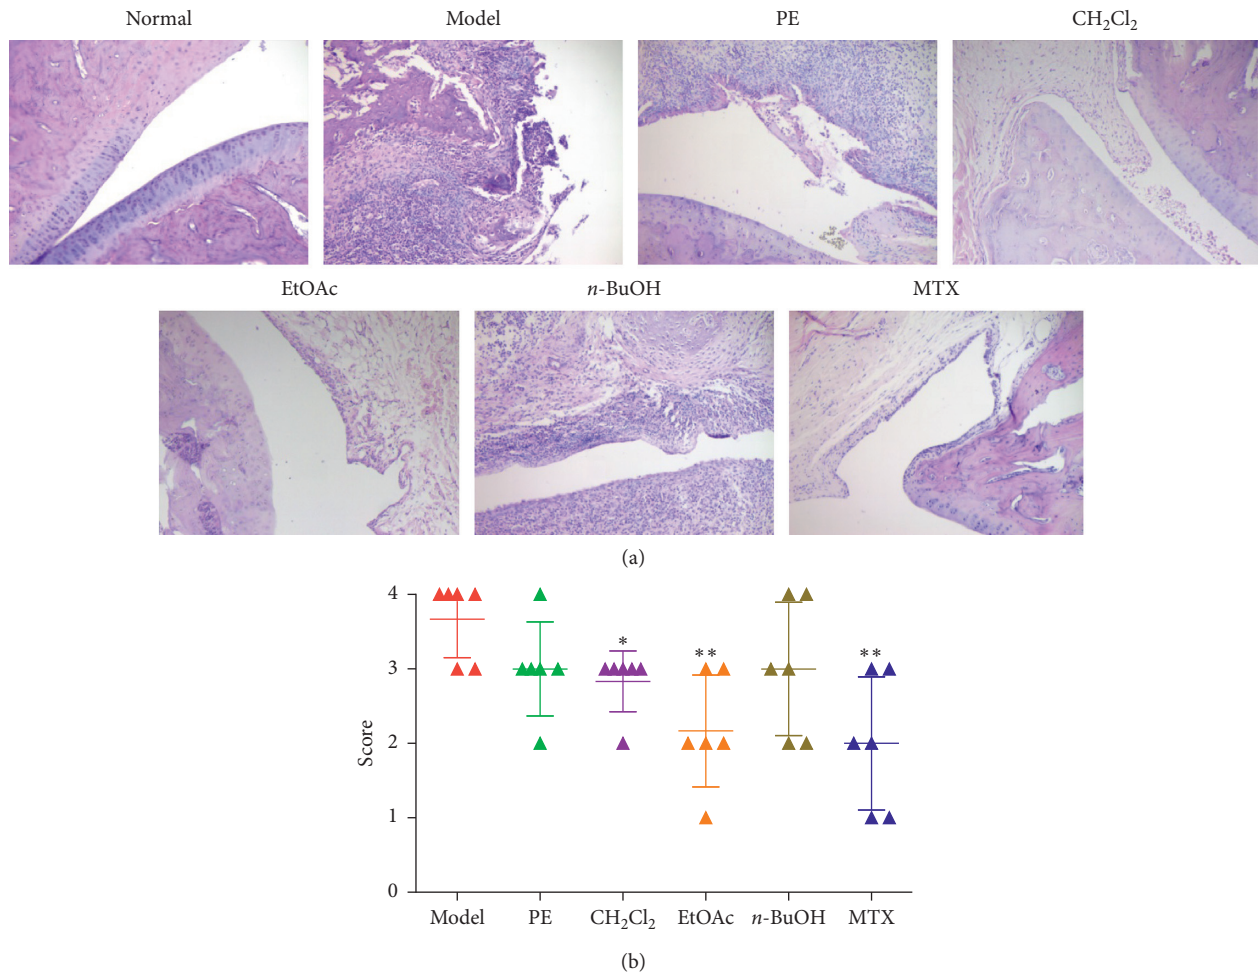 Normal
Model
PE
CH₂Cl₂
EtOAc
n-BuOH
MTX
(a)
4
3
2
1
0
Score
*
**
**
Model
PE
CH₂Cl₂
EtOAc
n-BuOH
MTX
(b)